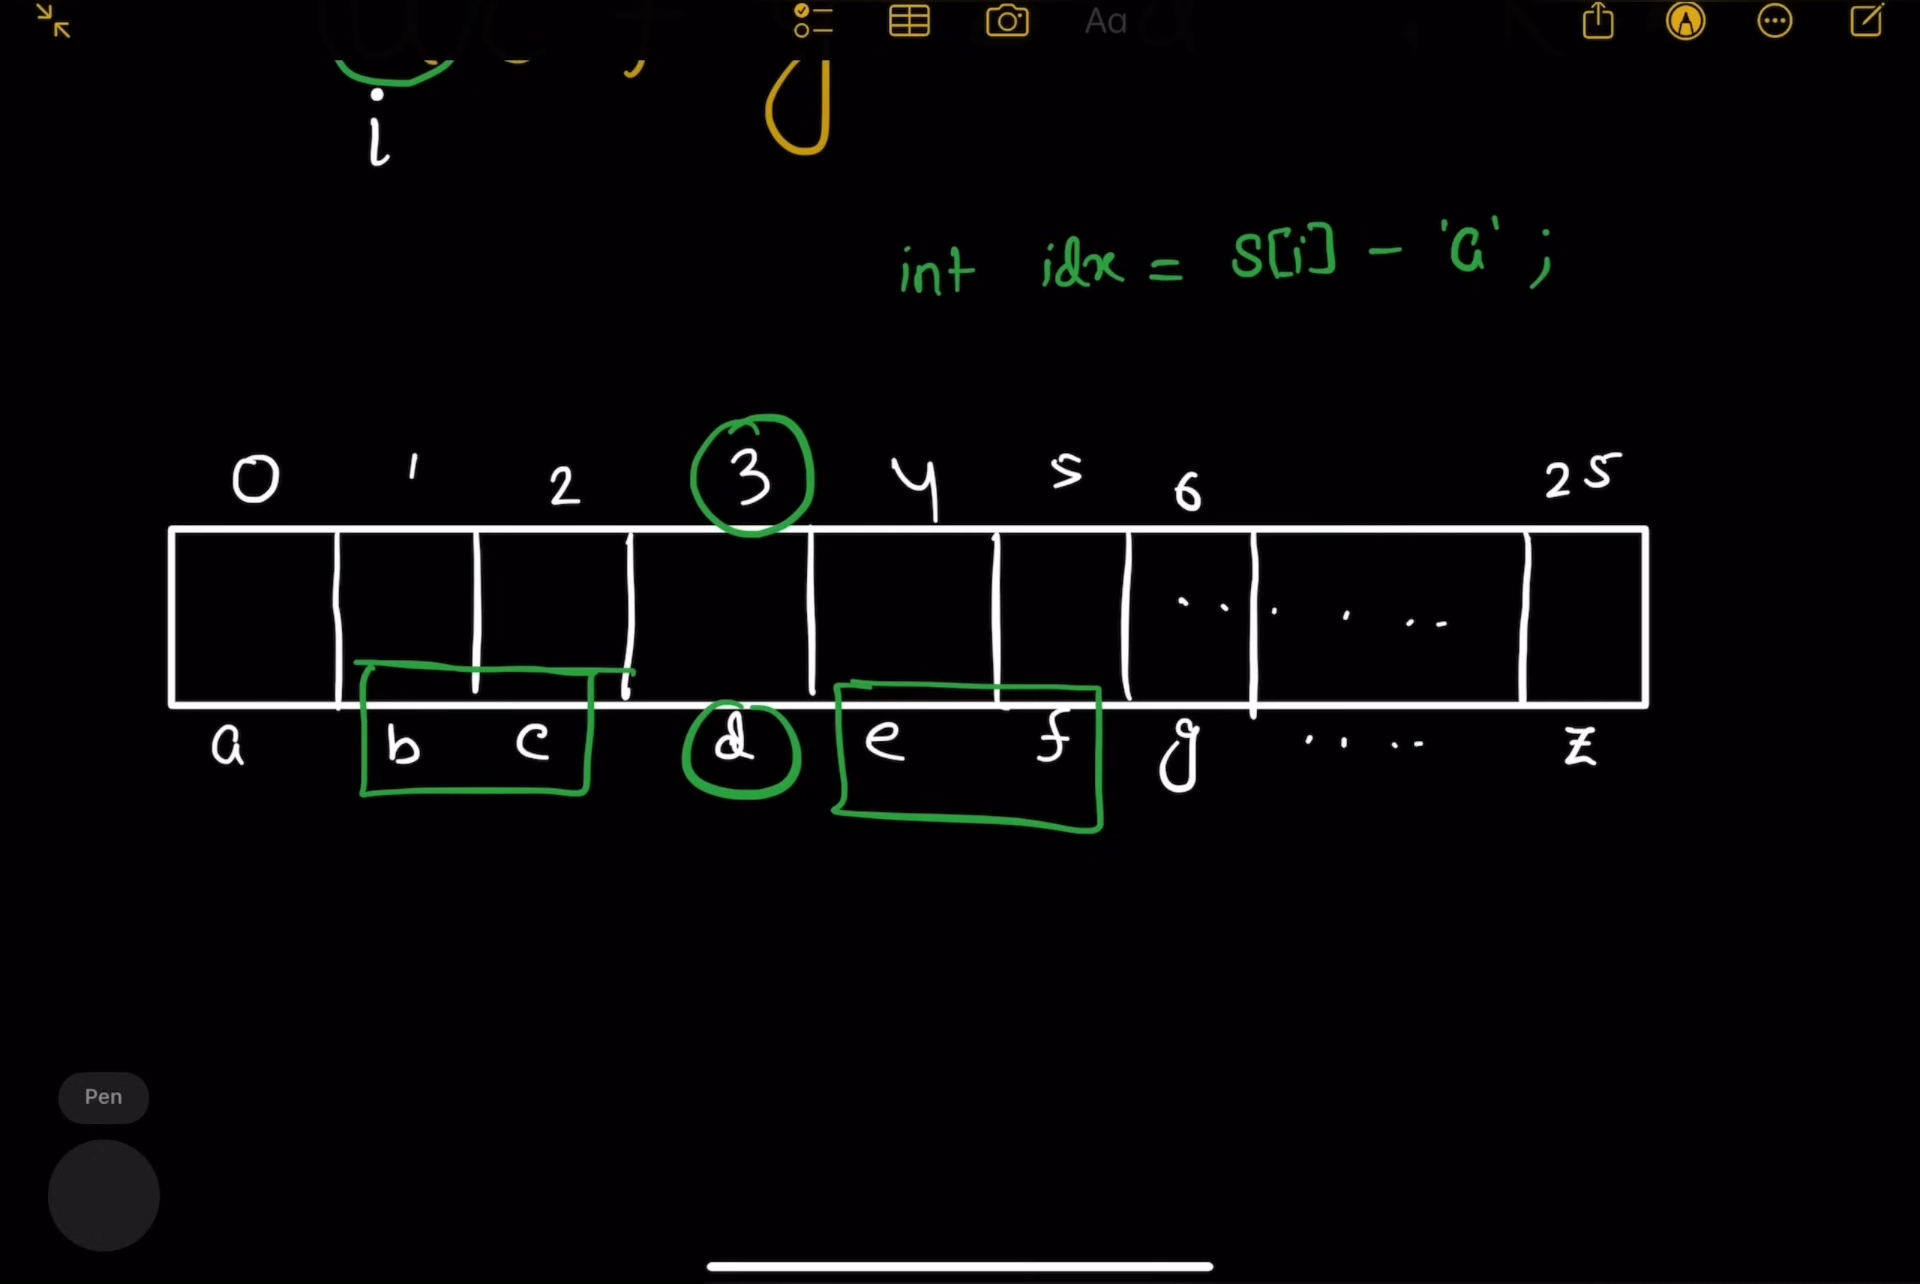 Aa
i
int idx = s[i] - 'a' ;
0 1 2 3 4 5 6 25
a b c d e f g .... z
Pen